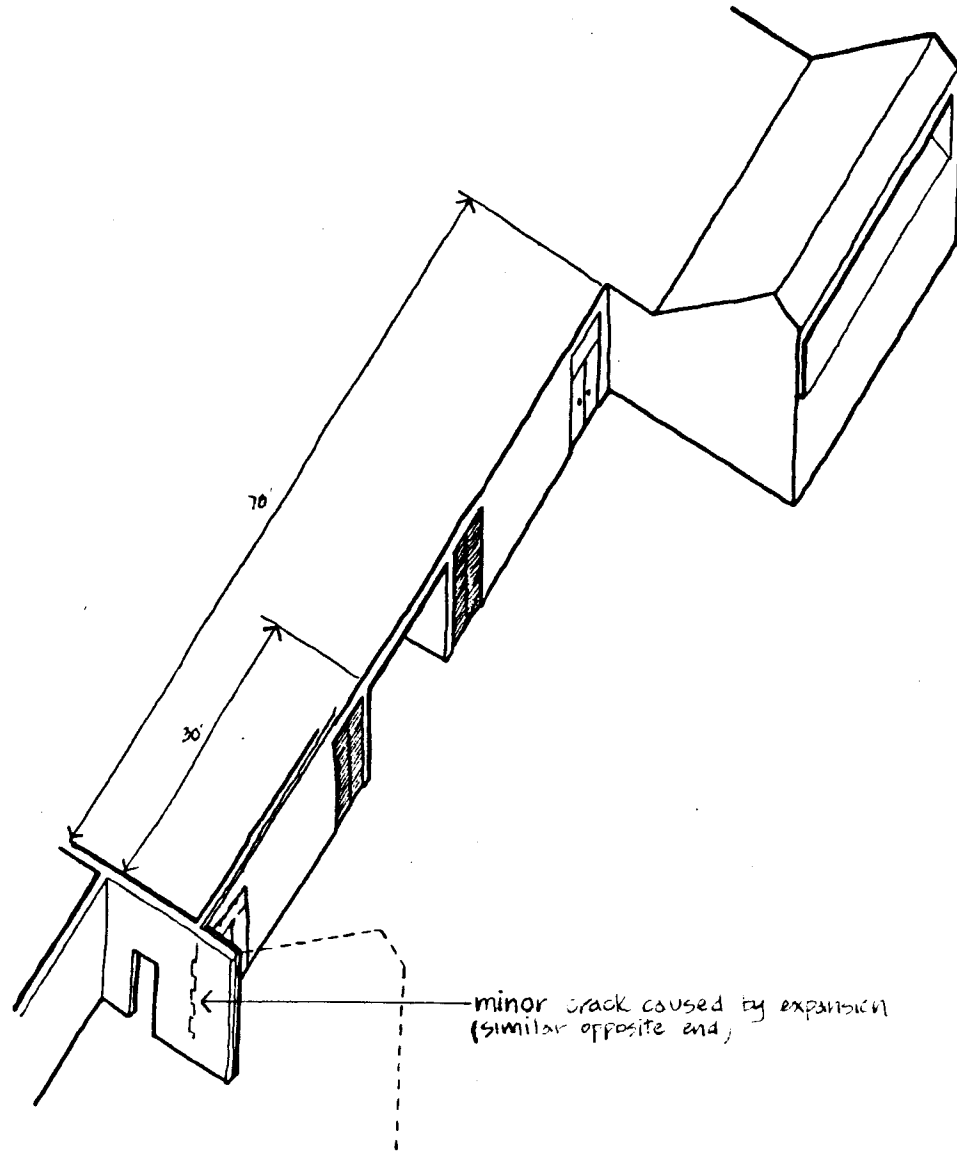 70'
30'
minor crack caused by expansion
(similar opposite end)